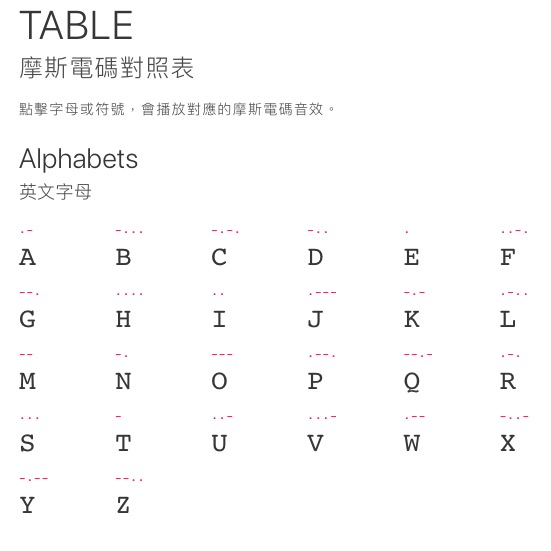 TABLE
摩斯電碼對照表
點擊字母或符號，會播放對應的摩斯電碼音效。
Alphabets
英文字母
.- -... -.-. -.. . ..-.
A B C D E F
--. .... .. .--- -.- .-..
G H I J K L
-- -. --- .--. --.- .-.
M N O P Q R
... - ..- ...- .-- -..-
S T U V W X
-.-- --..
Y Z